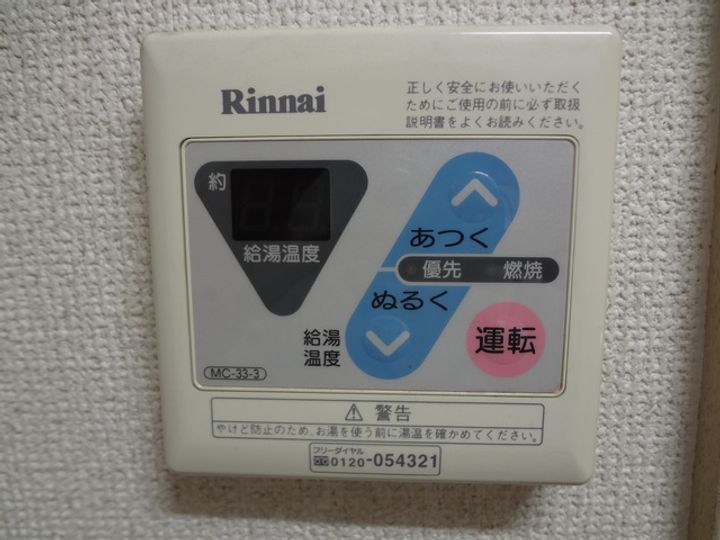 Rinnai
正しく安全にお使いいただく
ためにご使用の前に必ず取扱
説明書をよくお読みください。
約
給湯温度
あつく
優先 燃焼
ぬるく
給湯
温度
運転
MC-33-3
⚠ 警告
やけど防止のため、お湯を使う前に湯温を確かめてください。
フリーダイヤル
0120-054321